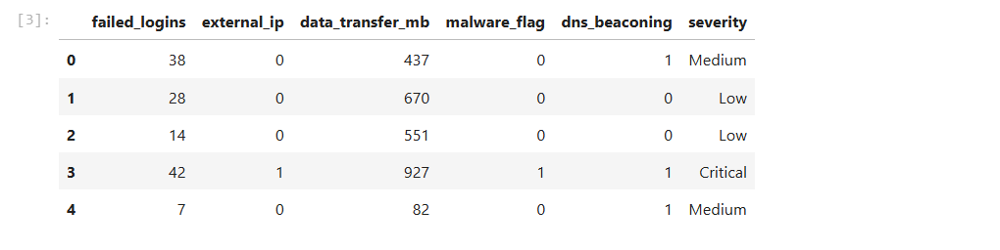 [3]: failed_logins external_ip data_transfer_mb malware_flag dns_beaconing severity
0 38 0 437 0 1 Medium
1 28 0 670 0 0 Low
2 14 0 551 0 0 Low
3 42 1 927 1 1 Critical
4 7 0 82 0 1 Medium